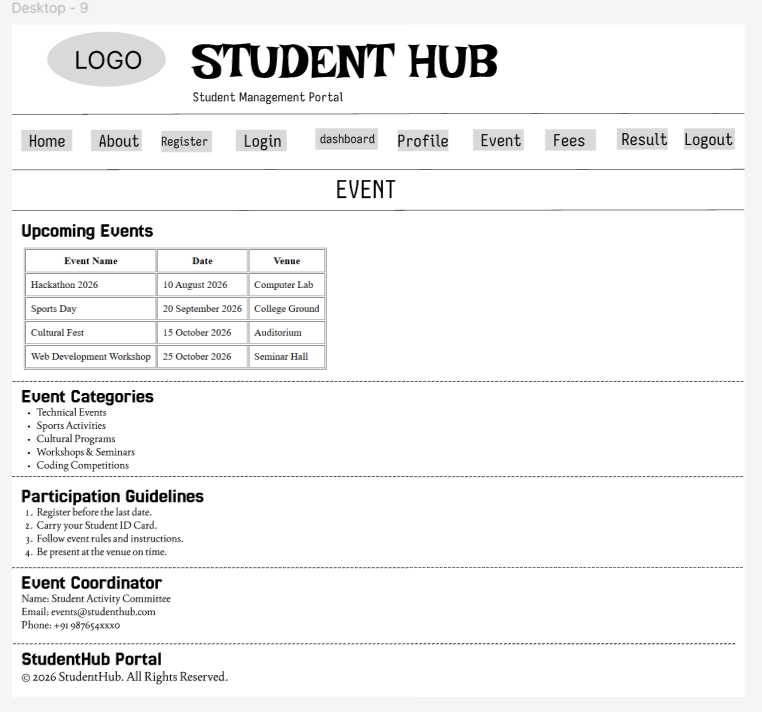 Desktop - 9
LOGO
STUDENT HUB
Student Management Portal
Home About Register Login dashboard Profile Event Fees Result Logout
EVENT
Upcoming Events
Event Name Date Venue
Hackathon 2026 10 August 2026 Computer Lab
Sports Day 20 September 2026 College Ground
Cultural Fest 15 October 2026 Auditorium
Web Development Workshop 25 October 2026 Seminar Hall
Event Categories
• Technical Events
• Sports Activities
• Cultural Programs
• Workshops & Seminars
• Coding Competitions
Participation Guidelines
1. Register before the last date.
2. Carry your Student ID Card.
3. Follow event rules and instructions.
4. Be present at the venue on time.
Event Coordinator
Name: Student Activity Committee
Email: events@studenthub.com
Phone: +91 987654xxx0
StudentHub Portal
© 2026 StudentHub. All Rights Reserved.